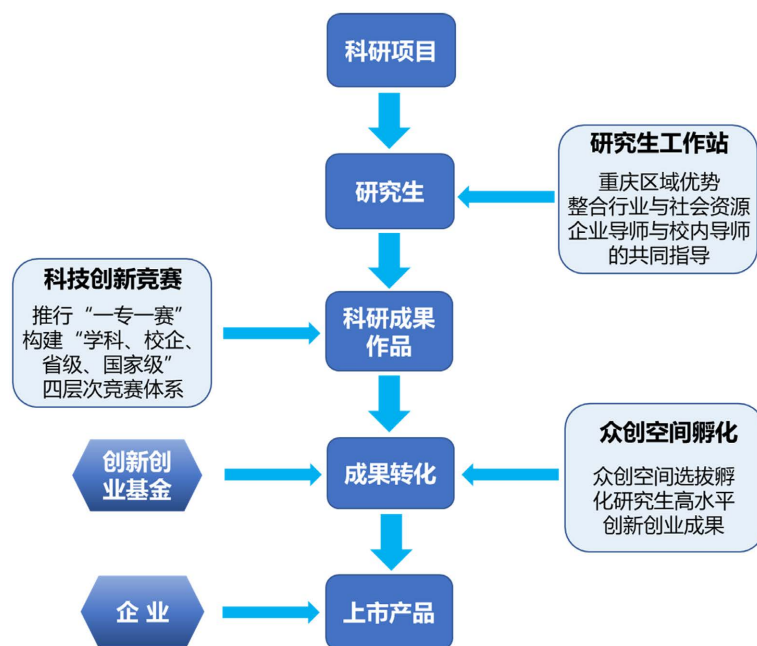 科研项目
研究生
研究生工作站
重庆区域优势
整合行业与社会资源
企业导师与校内导师
的共同指导
科技创新竞赛
推行“一专一赛”
构建“学科、校企、
省级、国家级”
四层次竞赛体系
科研成果
作品
创新创
业基金
成果转化
众创空间孵化
众创空间选拔孵
化研究生高水平
创新创业成果
企 业
上市产品